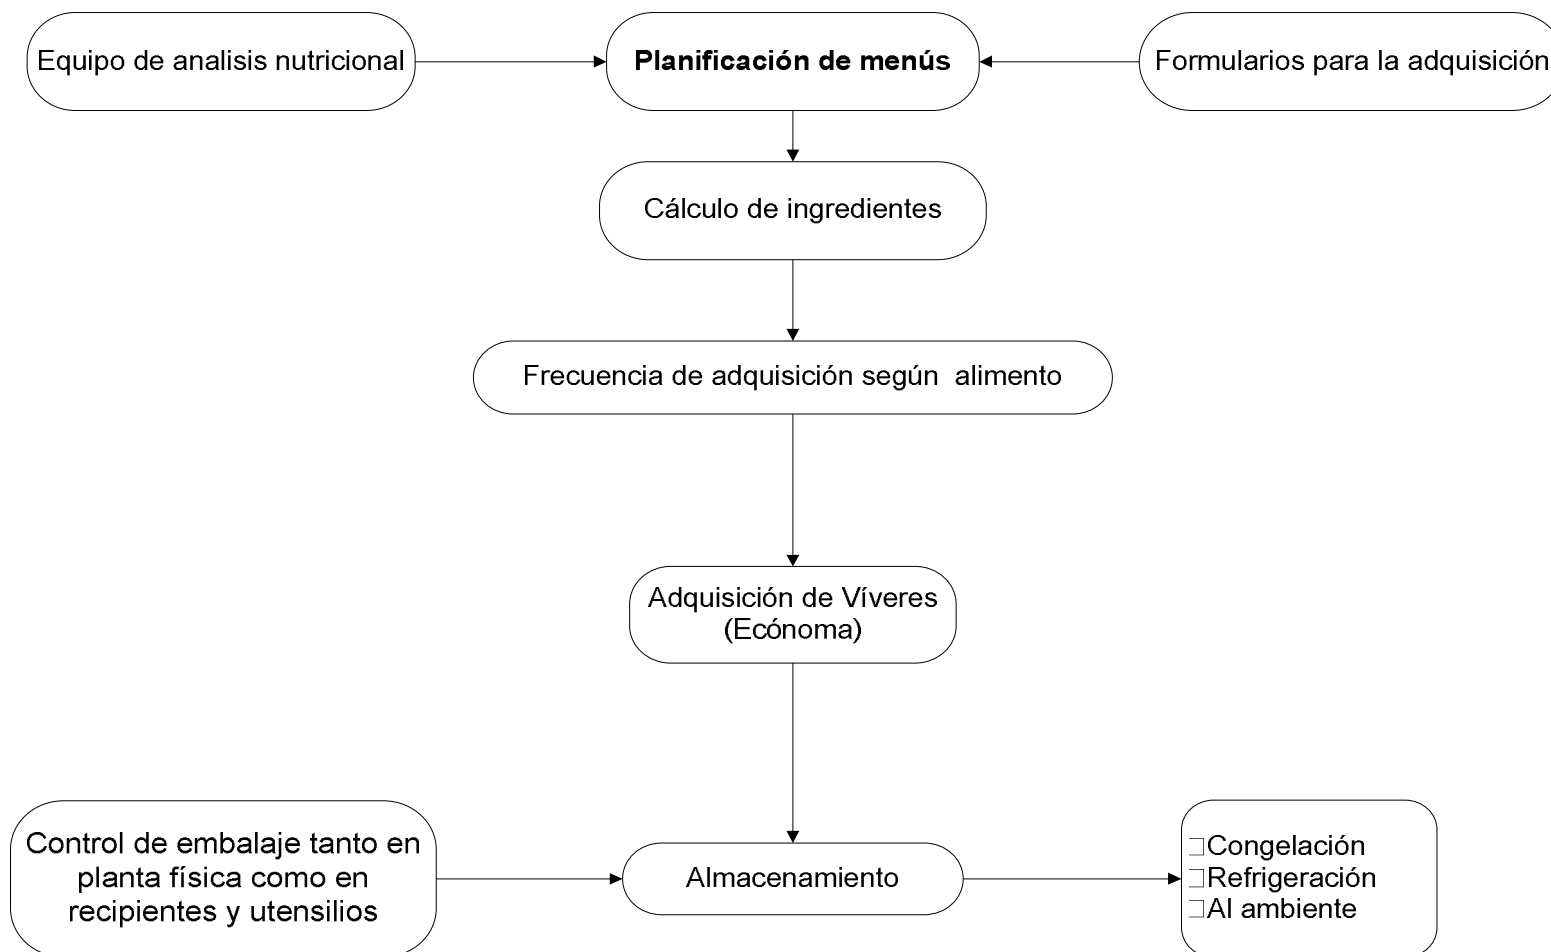 Equipo de analisis nutricional
Planificación de menús
Formularios para la adquisición
Cálculo de ingredientes
Frecuencia de adquisición según  alimento
Adquisición de Víveres
(Ecónoma)
Control de embalaje tanto en
planta física como en
recipientes y utensilios
Almacenamiento
□Congelación
□Refrigeración
□Al ambiente